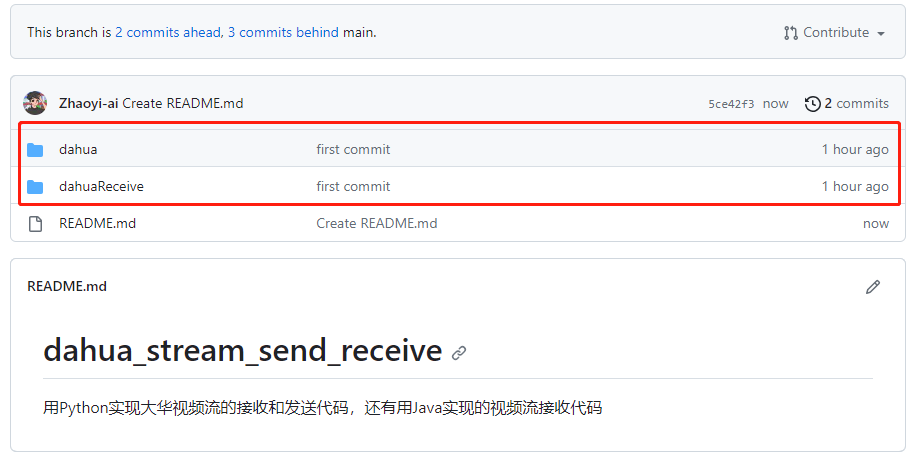 This branch is 2 commits ahead, 3 commits behind main.
Contribute
Zhaoyi-ai Create README.md
5ce42f3 now 2 commits
dahua first commit 1 hour ago
dahuaReceive first commit 1 hour ago
README.md Create README.md now
README.md
dahua_stream_send_receive
用Python实现大华视频流的接收和发送代码，还有用Java实现的视频流接收代码